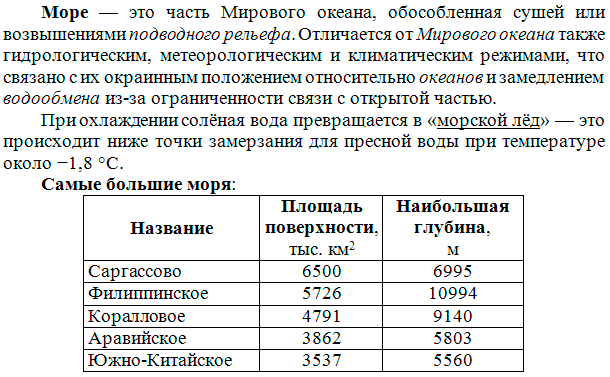 Море — это часть Мирового океана, обособленная сушей или
возвышениями подводного рельефа. Отличается от Мирового океана также
гидрологическим, метеорологическим и климатическим режимами, что
связано с их окраинным положением относительно океанов и замедлением
водообмена из-за ограниченности связи с открытой частью.
При охлаждении солёная вода превращается в «морской лёд» — это
происходит ниже точки замерзания для пресной воды при температуре
около −1,8 °C.
Самые большие моря:
Название Площадь поверхности, тыс. км² Наибольшая глубина, м
Саргассово 6500 6995
Филиппинское 5726 10994
Коралловое 4791 9140
Аравийское 3862 5803
Южно-Китайское 3537 5560